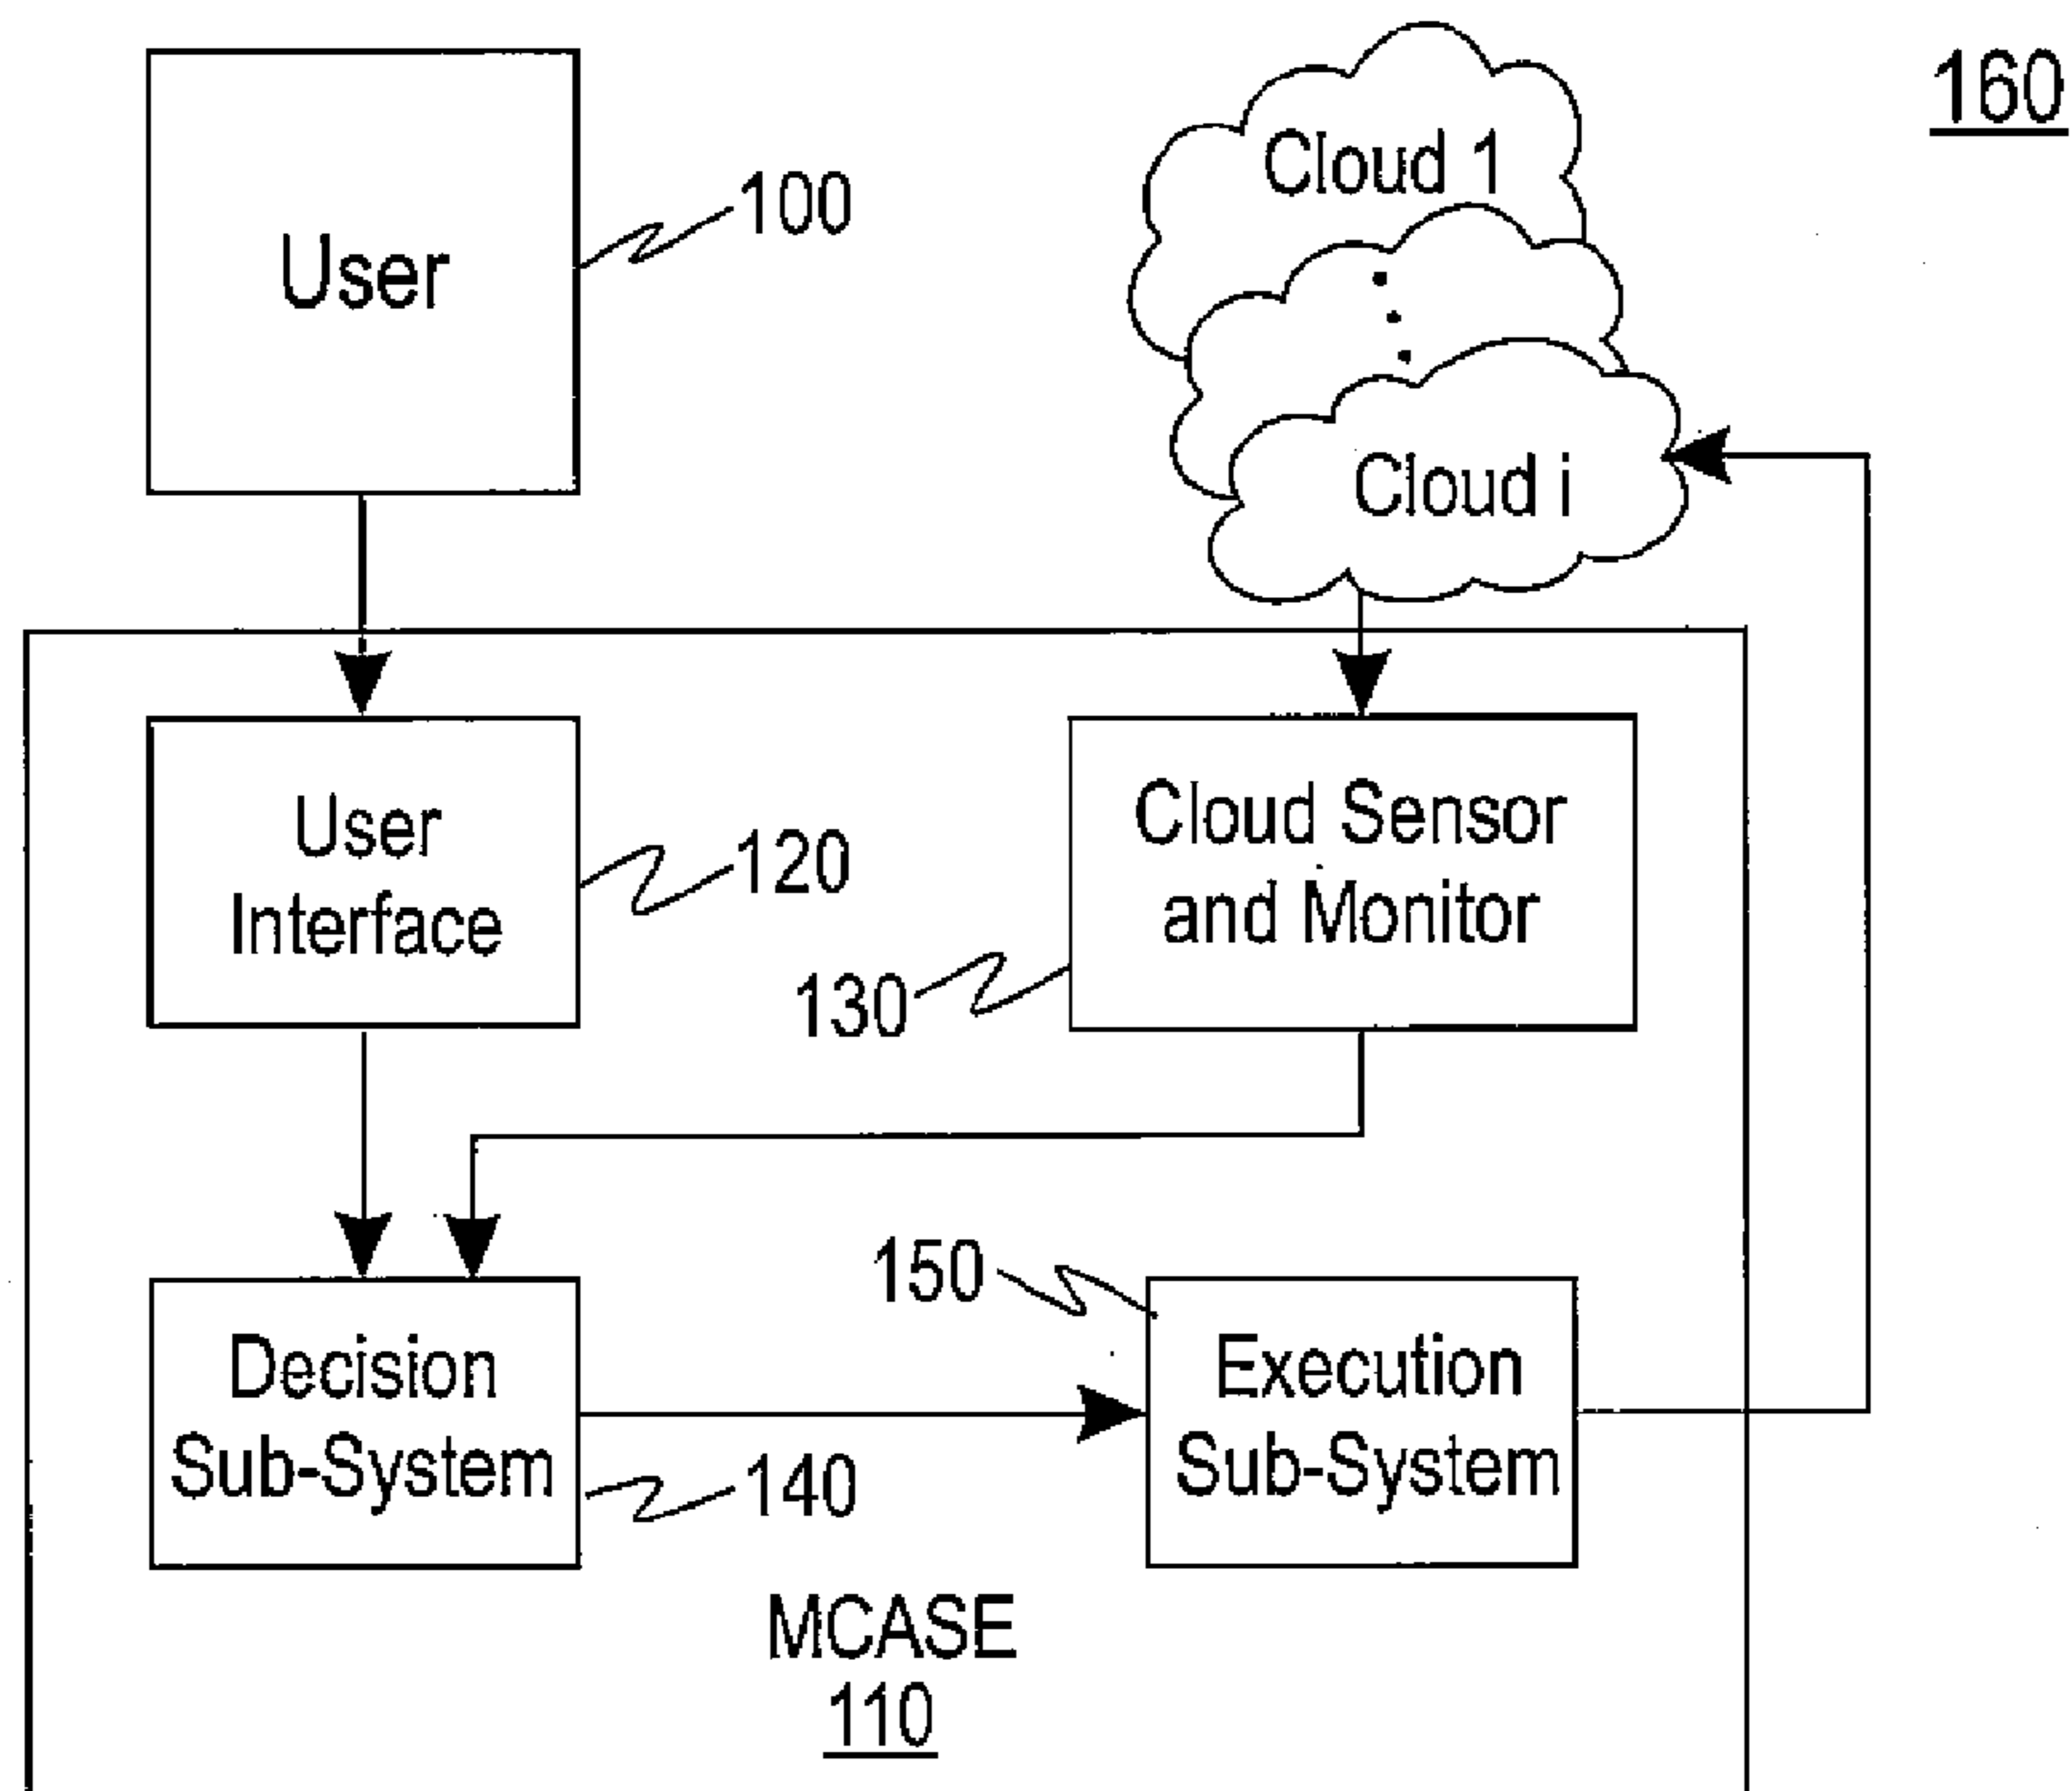 160
Cloud 1
User
100
Cloud i
User
Interface
120
Cloud Sensor
and Monitor
130
Decision
Sub-System
140
150
Execution
Sub-System
MCASE
110